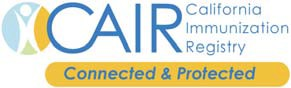 CAIR
California
Immunization
Registry
Connected & Protected